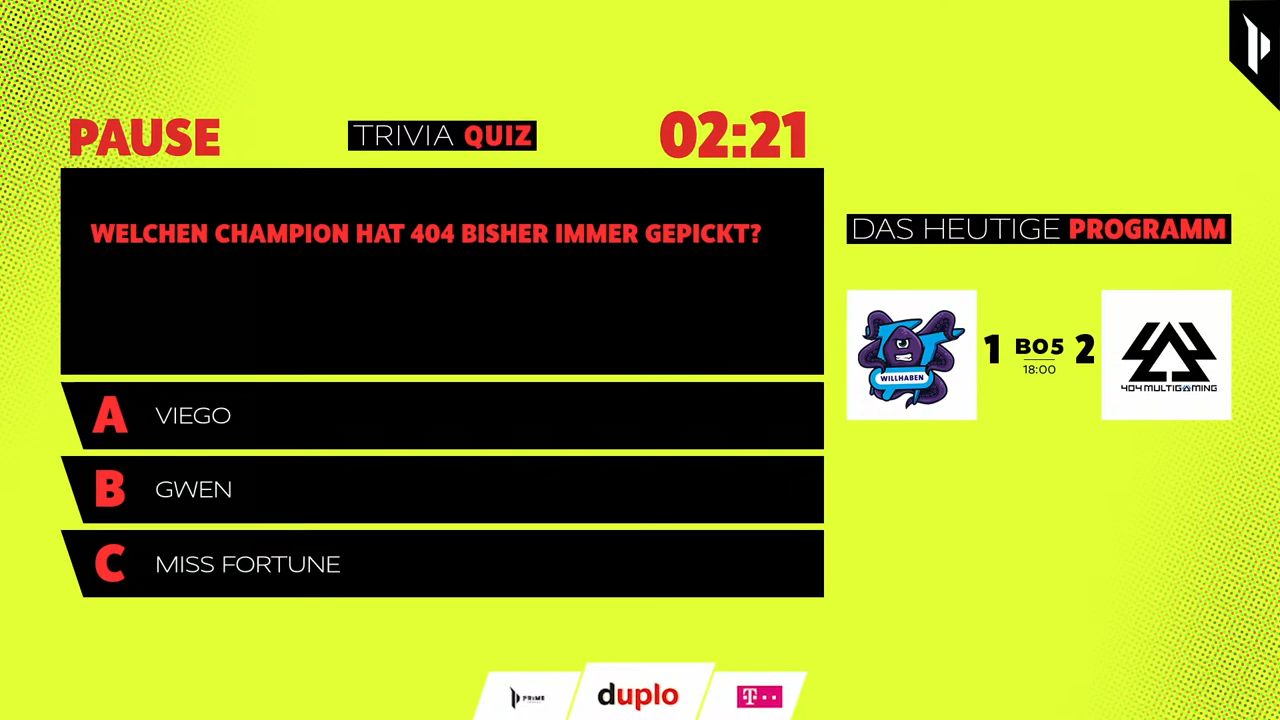 PAUSE
TRIVIA QUIZ
02:21
WELCHEN CHAMPION HAT 404 BISHER IMMER GEPICKT?
A VIEGO
B GWEN
C MISS FORTUNE
DAS HEUTIGE PROGRAMM
WILLHABEN
1 BO5 2
18:00
404 MULTIGAMING
PRIME
duplo
T